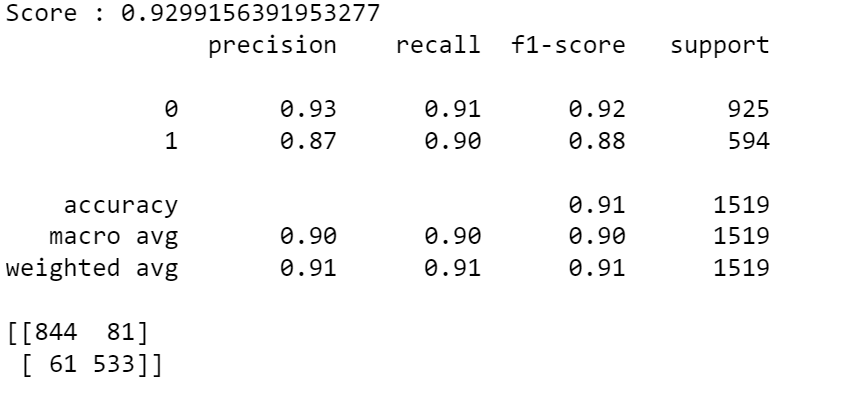 Score : 0.9299156391953277
precision recall f1-score support
0 0.93 0.91 0.92 925
1 0.87 0.90 0.88 594
accuracy 0.91 1519
macro avg 0.90 0.90 0.90 1519
weighted avg 0.91 0.91 0.91 1519
[[844 81]
[ 61 533]]